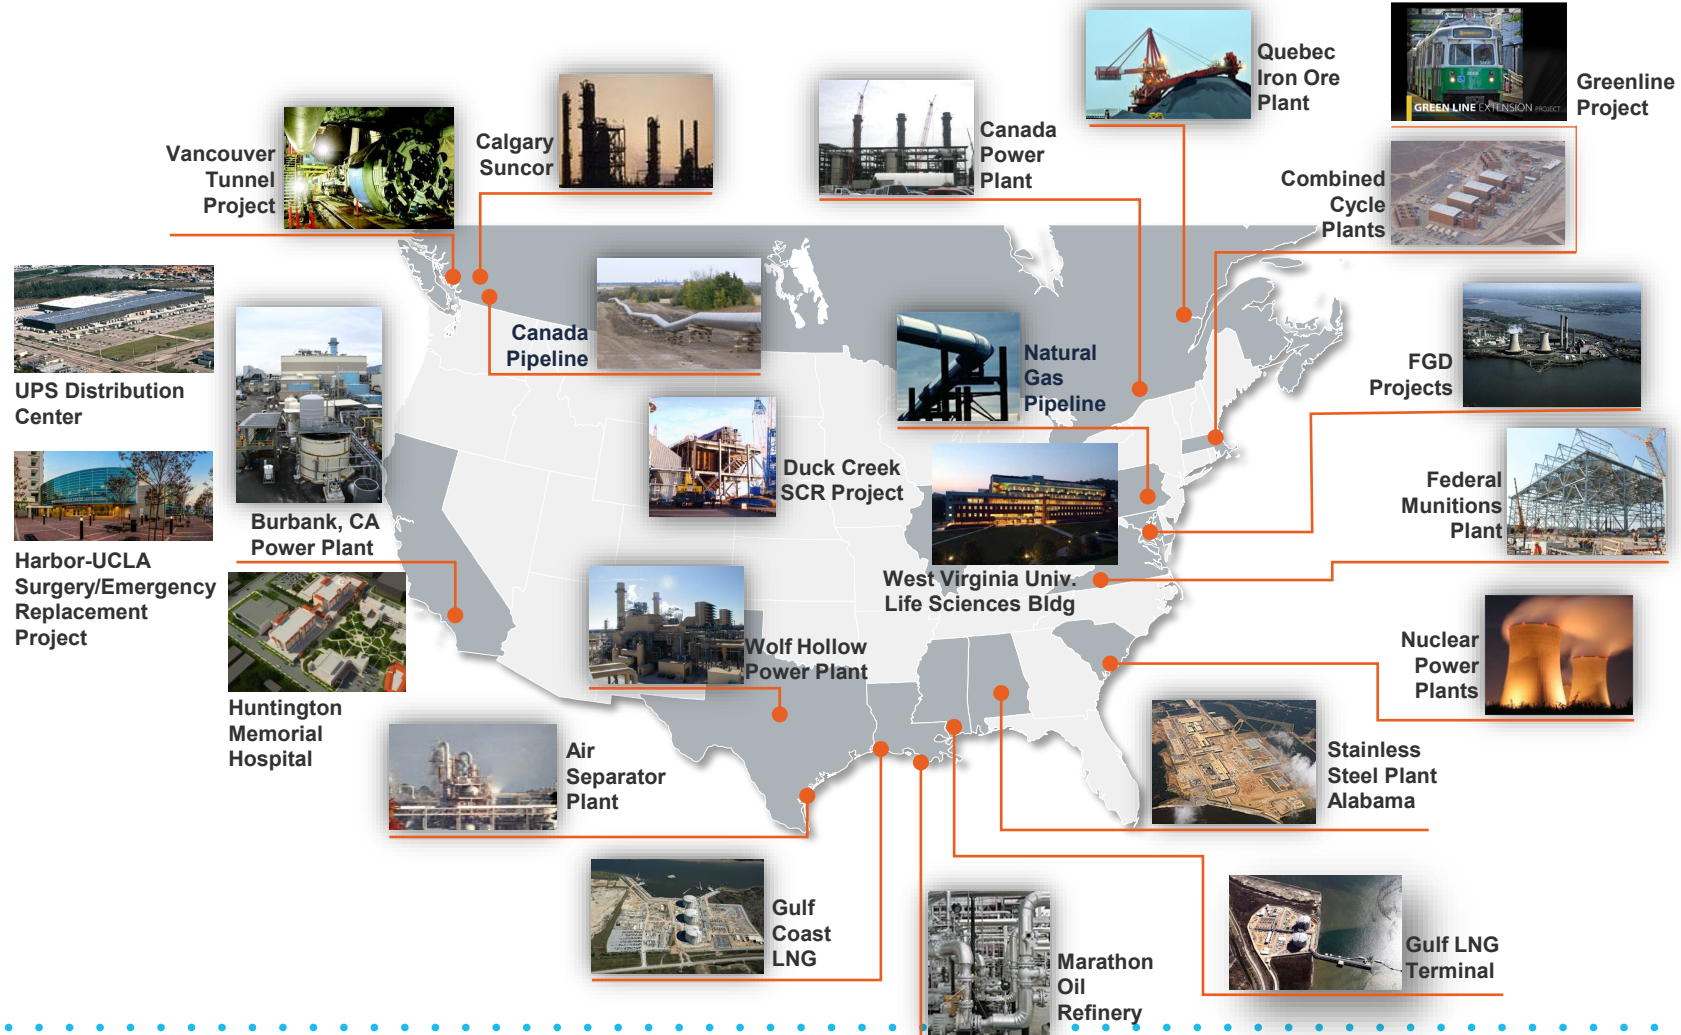 Quebec
Iron Ore
Plant
GREEN LINE EXTENSION PROJECT
Greenline
Project
Canada
Power
Plant
Calgary
Suncor
Vancouver
Tunnel
Project
Combined
Cycle
Plants
UPS Distribution
Center
Canada
Pipeline
Natural
Gas
Pipeline
FGD
Projects
Harbor-UCLA
Surgery/Emergency
Replacement
Project
Burbank, CA
Power Plant
Duck Creek
SCR Project
Federal
Munitions
Plant
West Virginia Univ.
Life Sciences Bldg
Huntington
Memorial
Hospital
Wolf Hollow
Power Plant
Nuclear
Power
Plants
Air
Separator
Plant
Stainless
Steel Plant
Alabama
Gulf
Coast
LNG
Marathon
Oil
Refinery
Gulf LNG
Terminal